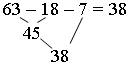 63 – 18 – 7 = 38
45
38